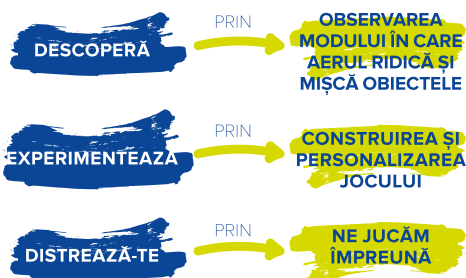 DESCOPERĂ
PRIN
OBSERVAREA
MODULUI ÎN CARE
AERUL RIDICĂ ȘI
MIȘCĂ OBIECTELE
EXPERIMENTEAZĂ
PRIN
CONSTRUIREA ȘI
PERSONALIZAREA
JOCULUI
DISTREAZĂ-TE
PRIN
NE JUCĂM
ÎMPREUNĂ